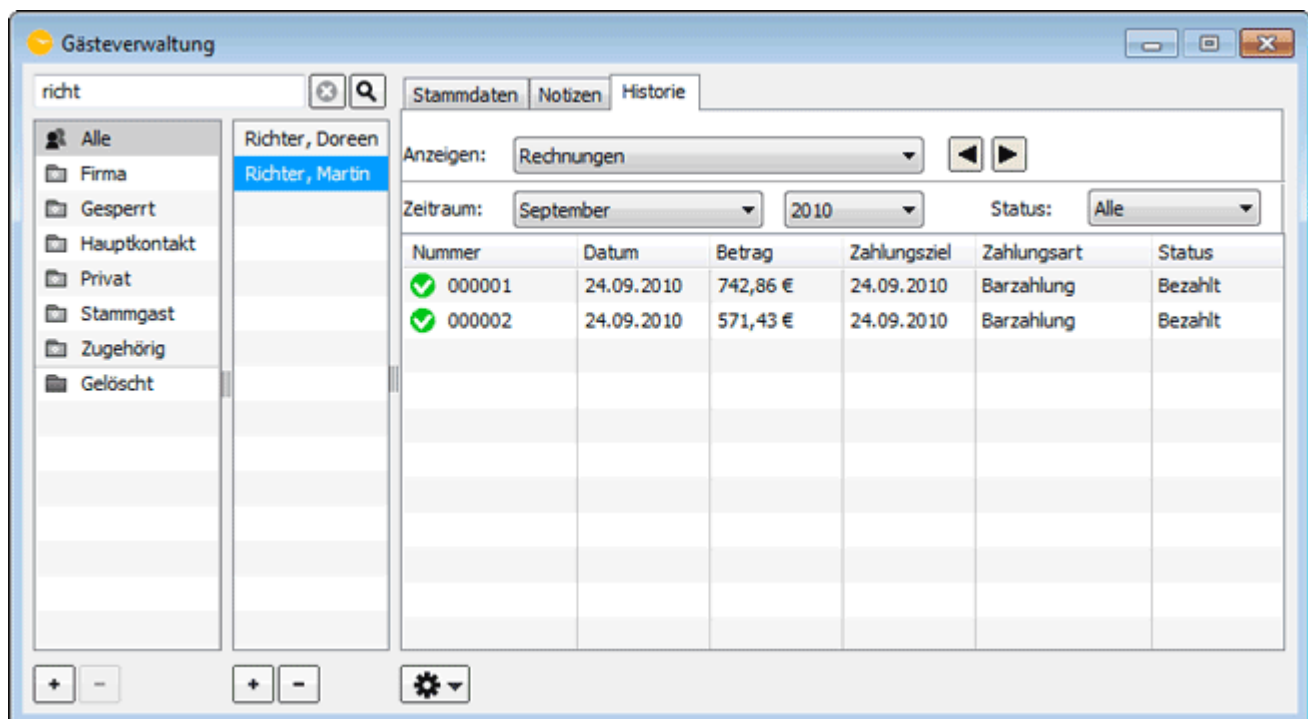 Gästeverwaltung
richt
Alle
Firma
Gesperrt
Hauptkontakt
Privat
Stammgast
Zugehörig
Gelöscht
Richter, Doreen
Richter, Martin
Stammdaten Notizen Historie
Anzeigen: Rechnungen
Zeitraum: September 2010 Status: Alle
Nummer Datum Betrag Zahlungsziel Zahlungsart Status
000001 24.09.2010 742,86 € 24.09.2010 Barzahlung Bezahlt
000002 24.09.2010 571,43 € 24.09.2010 Barzahlung Bezahlt